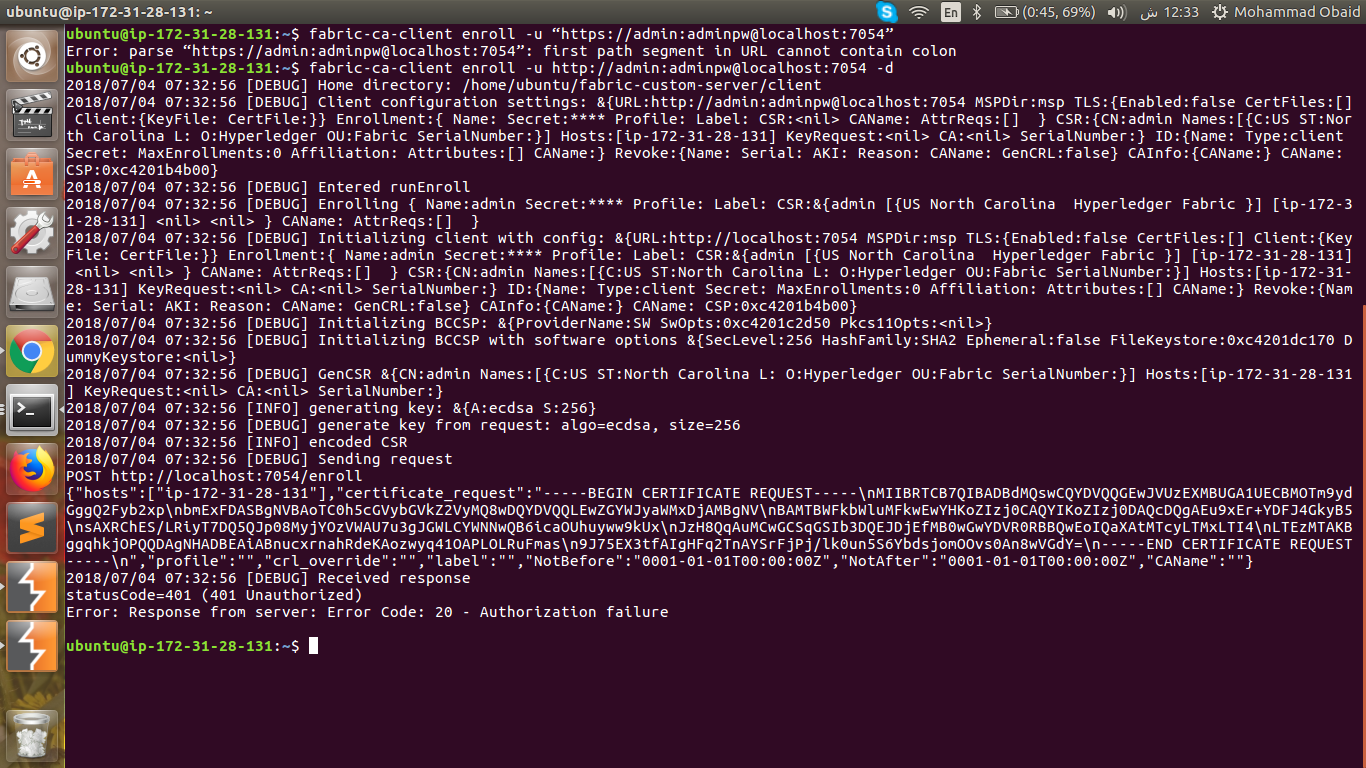 ubuntu@ip-172-31-28-131: ~
En
(0:45, 69%)
12:33 ش
Mohammad Obaid
ubuntu@ip-172-31-28-131:~$ fabric-ca-client enroll -u “https://admin:adminpw@localhost:7054”
Error: parse “https://admin:adminpw@localhost:7054”: first path segment in URL cannot contain colon
ubuntu@ip-172-31-28-131:~$ fabric-ca-client enroll -u http://admin:adminpw@localhost:7054 -d
2018/07/04 07:32:56 [DEBUG] Home directory: /home/ubuntu/fabric-custom-server/client
2018/07/04 07:32:56 [DEBUG] Client configuration settings: &{URL:http://admin:adminpw@localhost:7054 MSPDir:msp TLS:{Enabled:false CertFiles:[]
 Client:{KeyFile: CertFile:}} Enrollment:{ Name: Secret:**** Profile: Label: CSR:<nil> CAName: AttrReqs:[]  } CSR:{CN:admin Names:[{C:US ST:Nor
th Carolina L: O:Hyperledger OU:Fabric SerialNumber:}] Hosts:[ip-172-31-28-131] KeyRequest:<nil> CA:<nil> SerialNumber:} ID:{Name: Type:client
Secret: MaxEnrollments:0 Affiliation: Attributes:[] CAName:} Revoke:{Name: Serial: AKI: Reason: CAName: GenCRL:false} CAInfo:{CAName:} CAName:
CSP:0xc4201b4b00}
2018/07/04 07:32:56 [DEBUG] Entered runEnroll
2018/07/04 07:32:56 [DEBUG] Enrolling { Name:admin Secret:**** Profile: Label: CSR:&{admin [{US North Carolina  Hyperledger Fabric }] [ip-172-3
1-28-131] <nil> <nil> } CAName: AttrReqs:[]  }
2018/07/04 07:32:56 [DEBUG] Initializing client with config: &{URL:http://localhost:7054 MSPDir:msp TLS:{Enabled:false CertFiles:[] Client:{Key
File: CertFile:}} Enrollment:{ Name:admin Secret:**** Profile: Label: CSR:&{admin [{US North Carolina  Hyperledger Fabric }] [ip-172-31-28-131]
 <nil> <nil> } CAName: AttrReqs:[]  } CSR:{CN:admin Names:[{C:US ST:North Carolina L: O:Hyperledger OU:Fabric SerialNumber:}] Hosts:[ip-172-31-
28-131] KeyRequest:<nil> CA:<nil> SerialNumber:} ID:{Name: Type:client Secret: MaxEnrollments:0 Affiliation: Attributes:[] CAName:} Revoke:{Nam
e: Serial: AKI: Reason: CAName: GenCRL:false} CAInfo:{CAName:} CAName: CSP:0xc4201b4b00}
2018/07/04 07:32:56 [DEBUG] Initializing BCCSP: &{ProviderName:SW SwOpts:0xc4201c2d50 Pkcs11Opts:<nil>}
2018/07/04 07:32:56 [DEBUG] Initializing BCCSP with software options &{SecLevel:256 HashFamily:SHA2 Ephemeral:false FileKeystore:0xc4201dc170 D
ummyKeystore:<nil>}
2018/07/04 07:32:56 [DEBUG] GenCSR &{CN:admin Names:[{C:US ST:North Carolina L: O:Hyperledger OU:Fabric SerialNumber:}] Hosts:[ip-172-31-28-131
] KeyRequest:<nil> CA:<nil> SerialNumber:}
2018/07/04 07:32:56 [INFO] generating key: &{A:ecdsa S:256}
2018/07/04 07:32:56 [DEBUG] generate key from request: algo=ecdsa, size=256
2018/07/04 07:32:56 [INFO] encoded CSR
2018/07/04 07:32:56 [DEBUG] Sending request
POST http://localhost:7054/enroll
{"hosts":["ip-172-31-28-131"],"certificate_request":"-----BEGIN CERTIFICATE REQUEST-----\nMIIBRTCB7QIBADBdMQswCQYDVQQGEwJVUzEXMBUGA1UECBMOTm9yd
GggQ2Fyb2xp\nbmExFDASBgNVBAoTC0h5cGVybGVkZ2VyMQ8wDQYDVQQLEwZGYWJyaWMxDjAMBgNV\nBAMTBWFkbWluMFkwEwYHKoZIzj0CAQYIKoZIzj0DAQcDQgAEu9xEr+YDFJ4GkyB5
\nsAXRChES/LRiyT7DQ5QJp08MyjYOzVWAU7u3gJGWLCYWNNwQB6icaOUhuyww9kUx\nJzH8QqAuMCwGCSqGSIb3DQEJDjEfMB0wGwYDVR0RBBQwEoIQaXAtMTcyLTMxLTI4\nLTEzMTAKB
ggqhkjOPQQDAgNHADBEAiABnucxrnahRdeKAozwyq41OAPLOLRuFmas\n9J75EX3tfAIgHFq2TnAYSrFjPj/lk0un5S6YbdsjomOOvs0An8wVGdY=\n-----END CERTIFICATE REQUEST
-----\n","profile":"","crl_override":"","label":"","NotBefore":"0001-01-01T00:00:00Z","NotAfter":"0001-01-01T00:00:00Z","CAName":""}
2018/07/04 07:32:56 [DEBUG] Received response
statusCode=401 (401 Unauthorized)
Error: Response from server: Error Code: 20 - Authorization failure
ubuntu@ip-172-31-28-131:~$